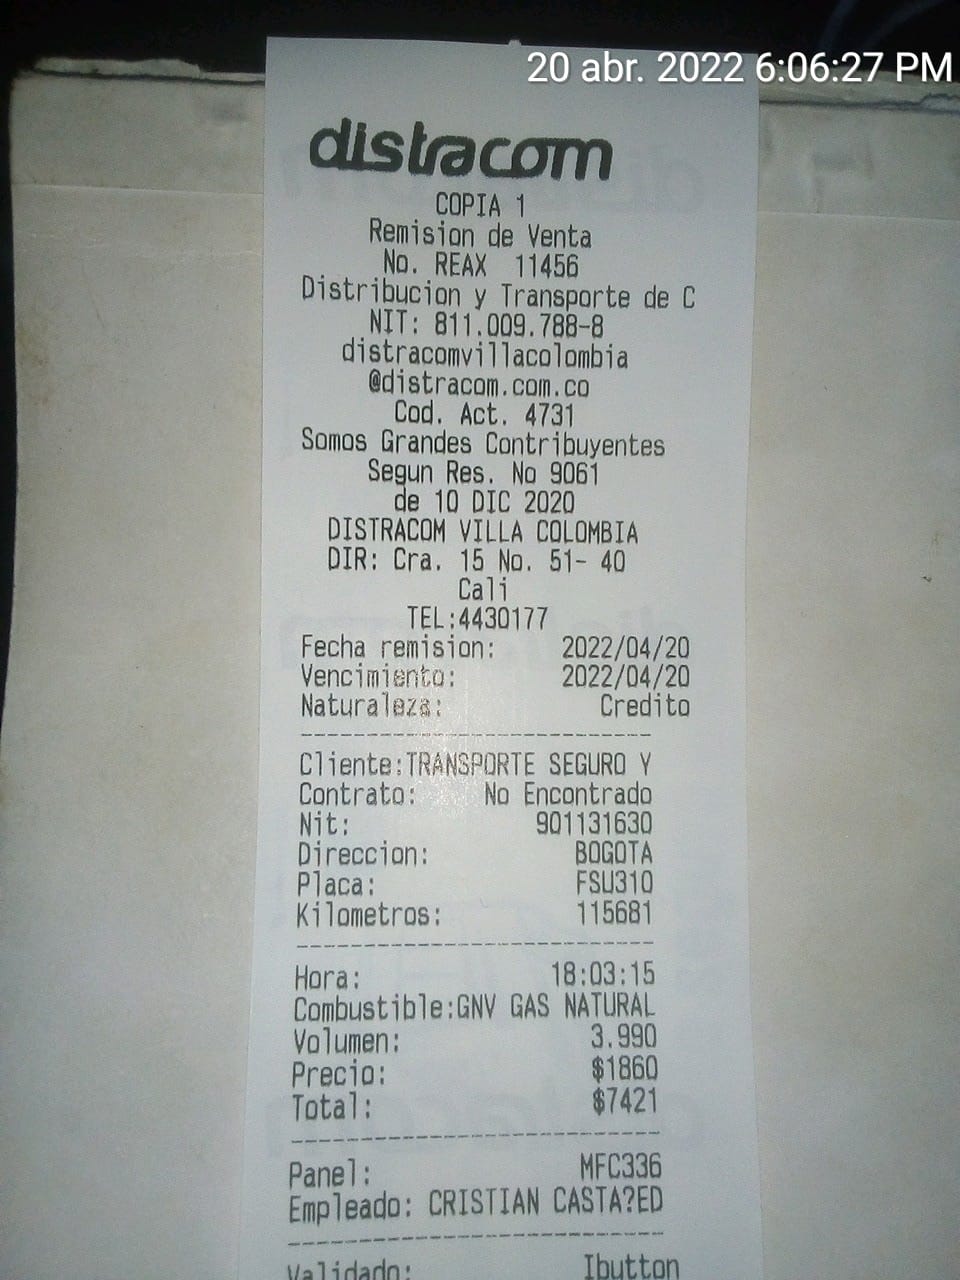 20 abr. 2022 6:06:27 PM
distracom
COPIA 1
Remision de Venta
No. REAX 11456
Distribucion y Transporte de C
NIT: 811.009.788-8
distracomvillacolombia
@distracom.com.co
Cod. Act. 4731
Somos Grandes Contribuyentes
Segun Res. No 9061
de 10 DIC 2020
DISTRACOM VILLA COLOMBIA
DIR: Cra. 15 No. 51- 40
Cali
TEL:4430177
Fecha remision: 2022/04/20
Vencimiento: 2022/04/20
Naturaleza: Credito
Cliente:TRANSPORTE SEGURO Y
Contrato: No Encontrado
Nit: 901131630
Direccion: BOGOTA
Placa: FSU310
Kilometros: 115681
Hora: 18:03:15
Combustible:GNV GAS NATURAL
Volumen: 3.990
Precio: $1860
Total: $7421
Panel: MFC336
Empleado: CRISTIAN CASTA?ED
Validado: Ibutton